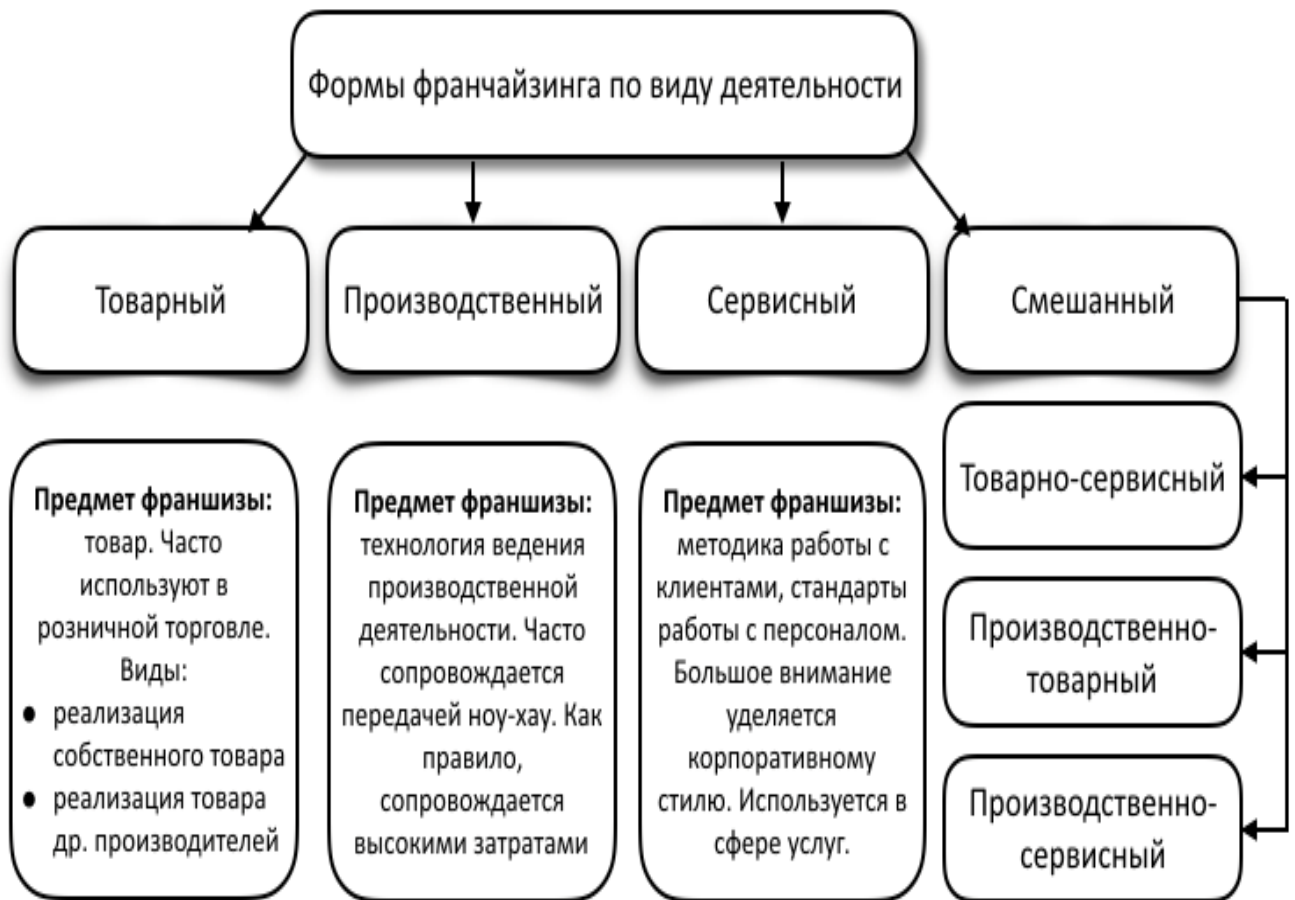 Формы франчайзинга по виду деятельности
Товарный
Производственный
Сервисный
Смешанный
Предмет франшизы:
товар. Часто
используют в
розничной торговле.
Виды:
● реализация
собственного товара
● реализация товара
др. производителей
Предмет франшизы:
технология ведения
производственной
деятельности. Часто
сопровождается
передачей ноу-хау. Как
правило,
сопровождается
высокими затратами
Предмет франшизы:
методика работы с
клиентами, стандарты
работы с персоналом.
Большое внимание
уделяется
корпоративному
стилю. Используется в
сфере услуг.
Товарно-сервисный
Производственно-
товарный
Производственно-
сервисный